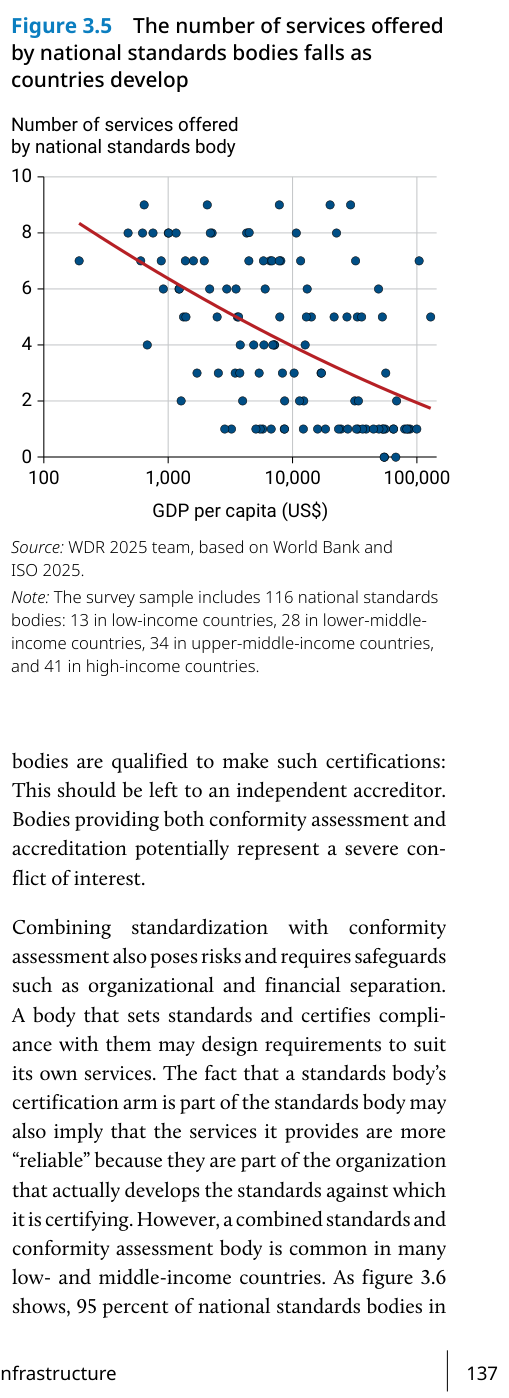 Figure 3.5 The number of services offered
by national standards bodies falls as
countries develop
Number of services offered
by national standards body
10
8
6
4
2
0
100 1,000 10,000 100,000
GDP per capita (US$)
Source: WDR 2025 team, based on World Bank and
ISO 2025.
Note: The survey sample includes 116 national standards
bodies: 13 in low-income countries, 28 in lower-middle-
income countries, 34 in upper-middle-income countries,
and 41 in high-income countries.
bodies are qualified to make such certifications:
This should be left to an independent accreditor.
Bodies providing both conformity assessment and
accreditation potentially represent a severe con-
flict of interest.
Combining standardization with conformity
assessment also poses risks and requires safeguards
such as organizational and financial separation.
A body that sets standards and certifies compli-
ance with them may design requirements to suit
its own services. The fact that a standards body’s
certification arm is part of the standards body may
also imply that the services it provides are more
“reliable” because they are part of the organization
that actually develops the standards against which
it is certifying. However, a combined standards and
conformity assessment body is common in many
low- and middle-income countries. As figure 3.6
shows, 95 percent of national standards bodies in
nfrastructure 137